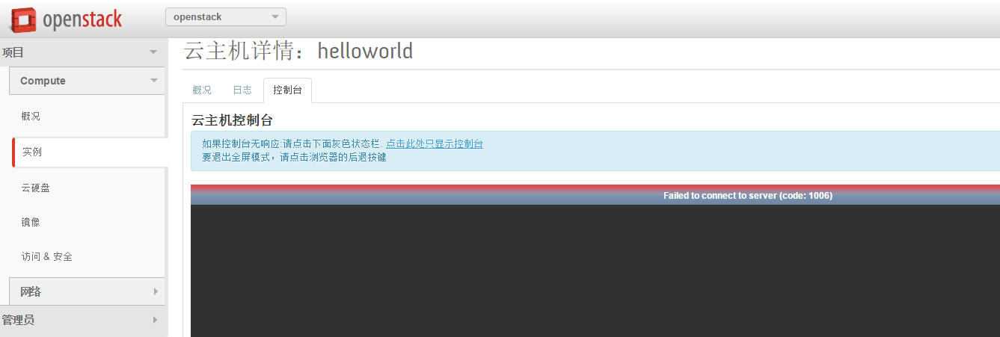 openstack
openstack
项目
Compute
概况
实例
云硬盘
镜像
访问 & 安全
网络
管理员
云主机详情：helloworld
概况
日志
控制台
云主机控制台
如果控制台无响应:请点击下面灰色状态栏. 点击此处只显示控制台
要退出全屏模式，请点击浏览器的后退按键
Failed to connect to server (code: 1006)